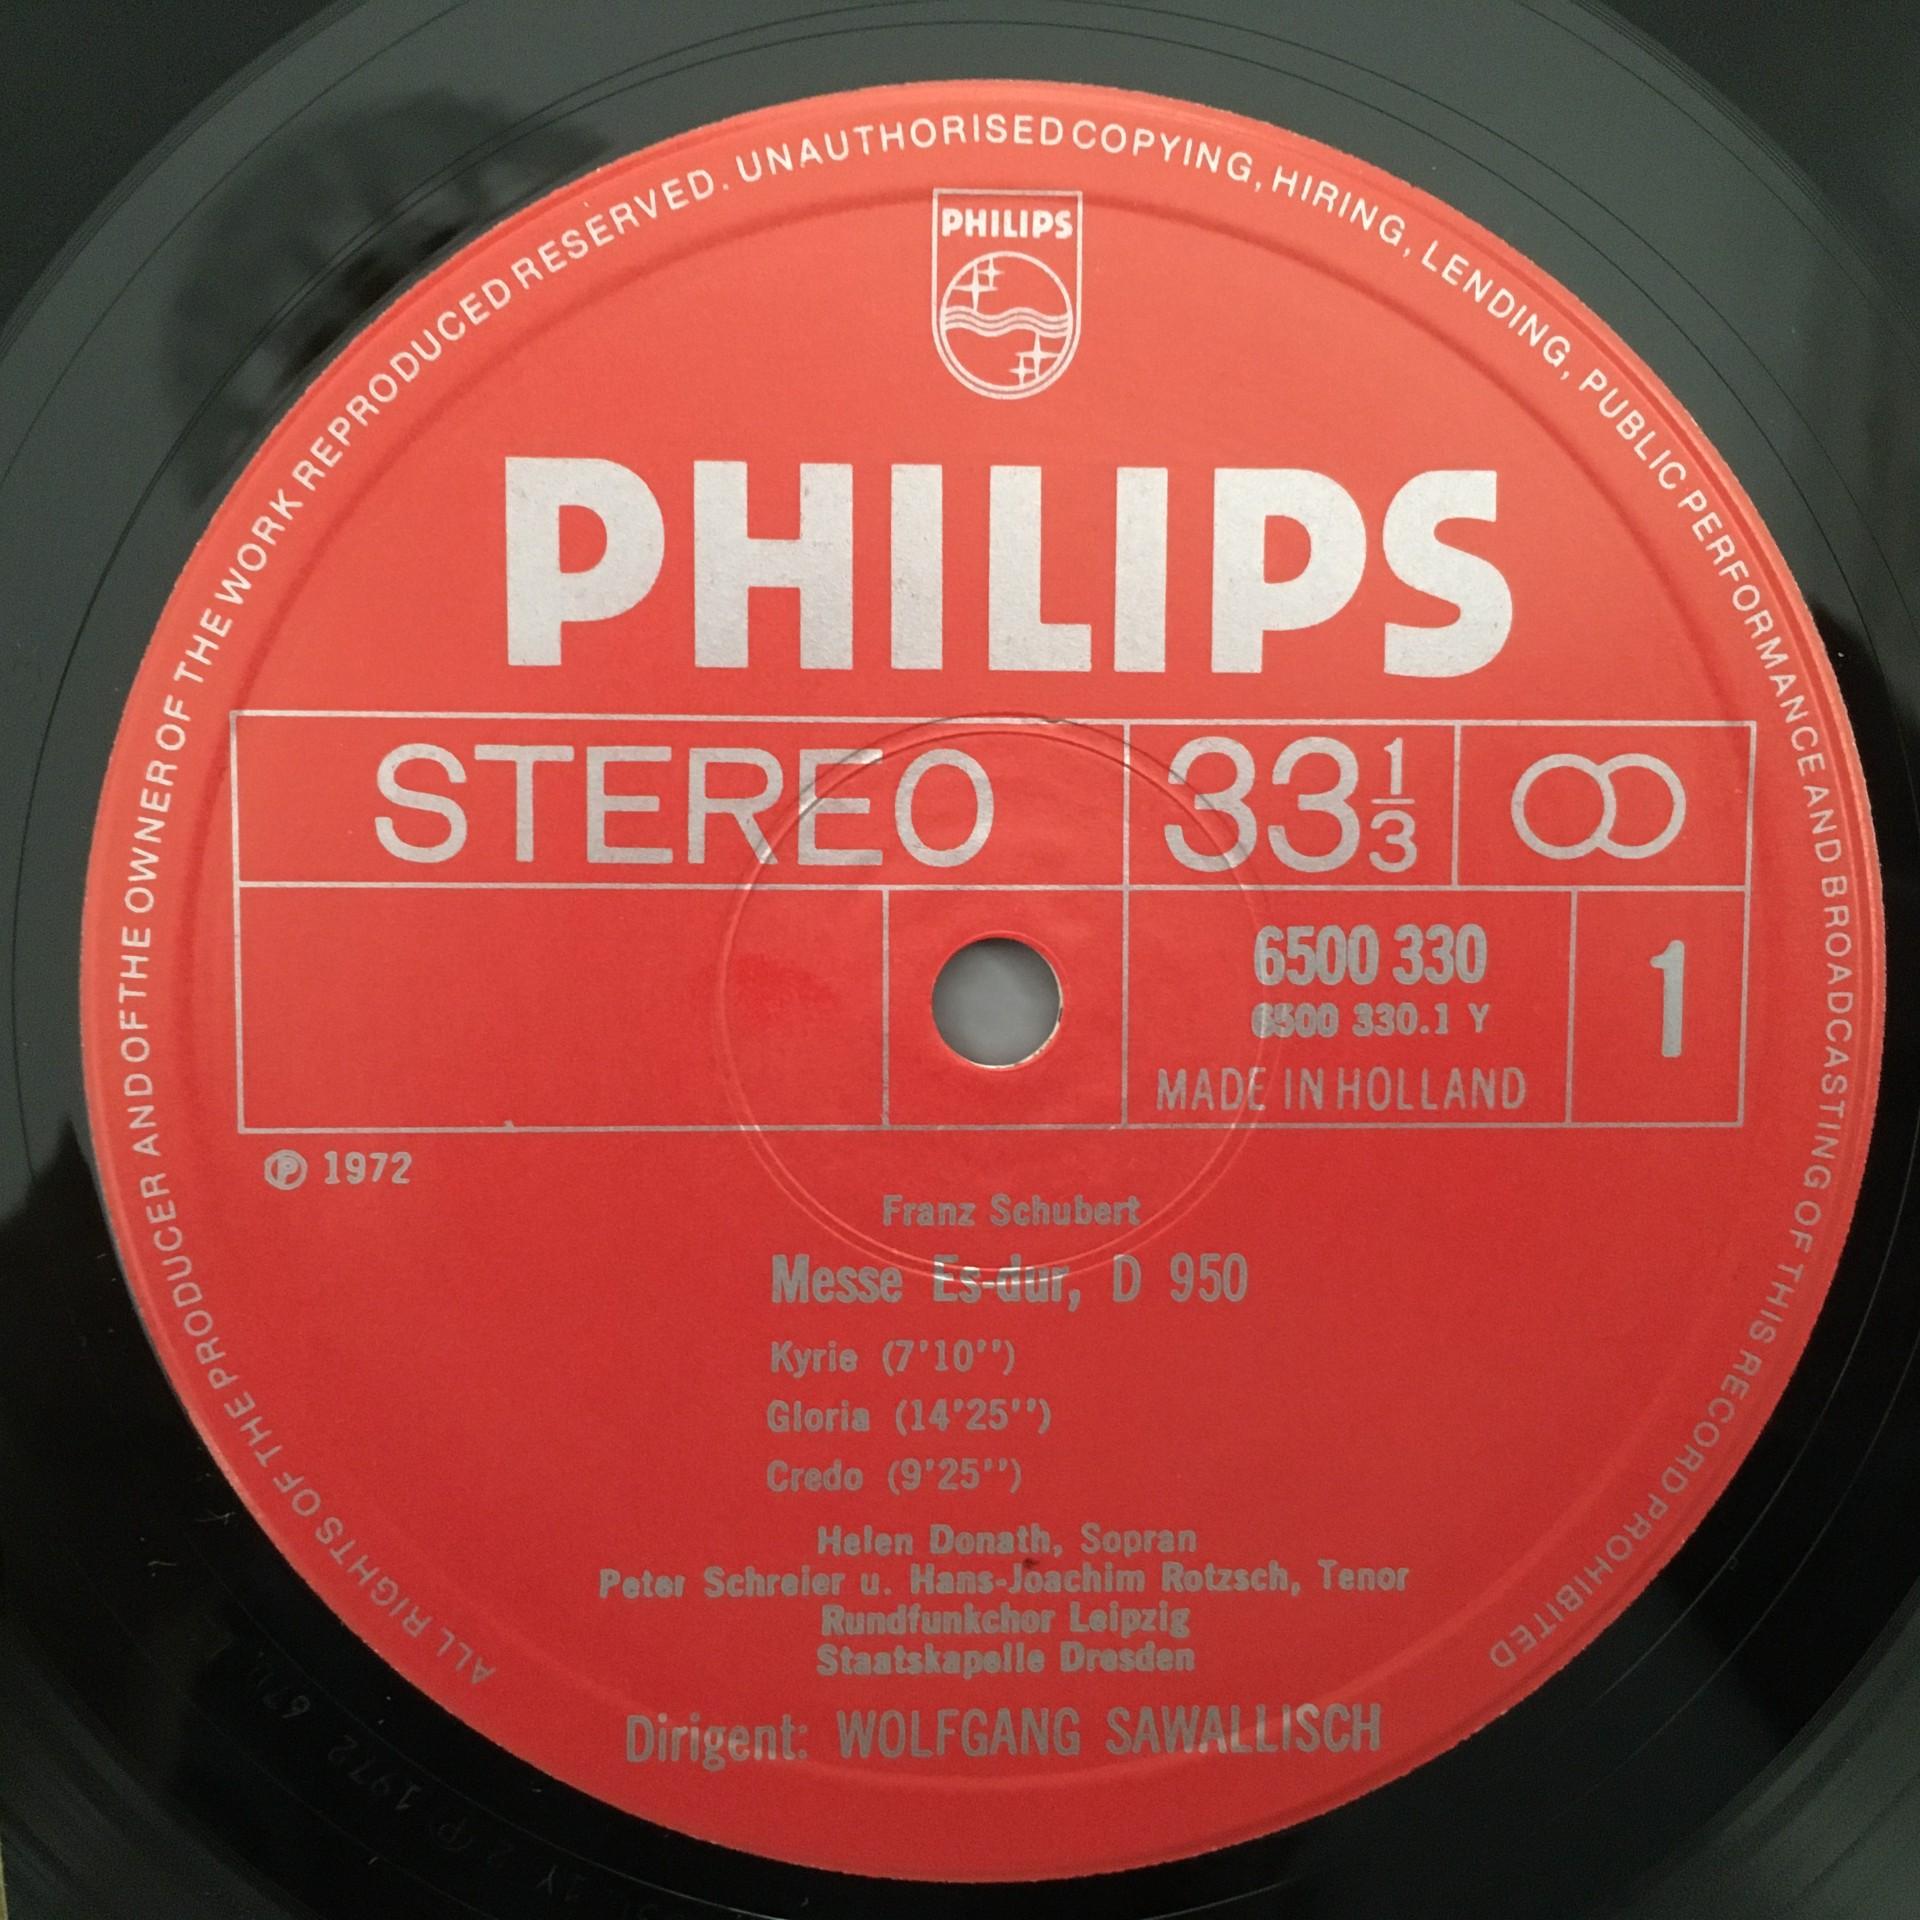 ALL RIGHTS OF THE PRODUCER AND OF THE OWNER OF THE WORK REPRODUCED RESERVED. UNAUTHORISED COPYING, HIRING, LENDING, PUBLIC PERFORMANCE AND BROADCASTING OF THIS RECORD PROHIBITED
PHILIPS
PHILIPS
STEREO 33 1/3
6500 330 1
6500 330.1 Y
MADE IN HOLLAND
℗ 1972
Franz Schubert
Messe Es-dur, D 950
Kyrie (7'10'')
Gloria (14'25'')
Credo (9'25'')
Helen Donath, Sopran
Peter Schreier u. Hans-Joachim Rotzsch, Tenor
Rundfunkchor Leipzig
Staatskapelle Dresden
Dirigent: WOLFGANG SAWALLISCH
1972